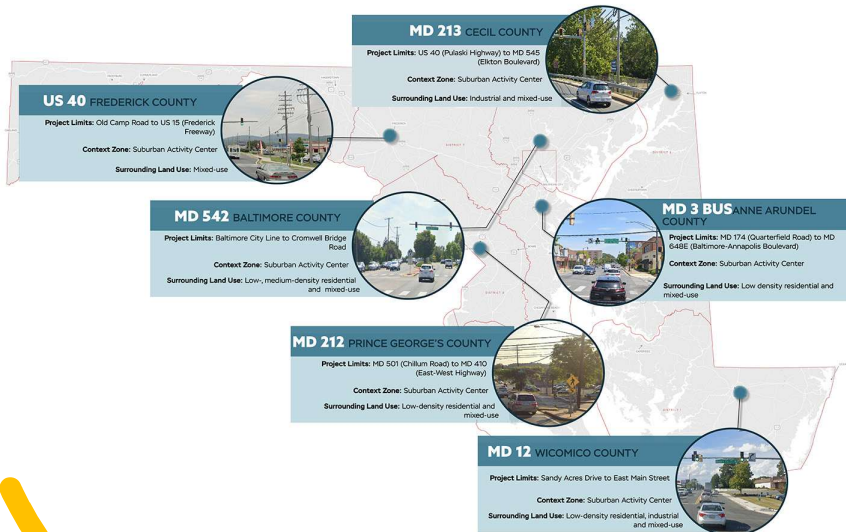 MD 213 CECIL COUNTY
Project Limits: US 40 (Pulaski Highway) to MD 545
(Elkton Boulevard)
Context Zone: Suburban Activity Center
Surrounding Land Use: Industrial and mixed-use
US 40 FREDERICK COUNTY
Project Limits: Old Camp Road to US 15 (Frederick
Freeway)
Context Zone: Suburban Activity Center
Surrounding Land Use: Mixed-use
MD 542 BALTIMORE COUNTY
Project Limits: Baltimore City Line to Cromwell Bridge
Road
Context Zone: Suburban Activity Center
Surrounding Land Use: Low-, medium-density residential
and mixed-use
MD 3 BUS ANNE ARUNDEL
COUNTY
Project Limits: MD 174 (Quarterfield Road) to MD
648E (Baltimore-Annapolis Boulevard)
Context Zone: Suburban Activity Center
Surrounding Land Use: Low density residential and
mixed-use
MD 212 PRINCE GEORGE'S COUNTY
Project Limits: MD 501 (Chillum Road) to MD 410
(East-West Highway)
Context Zone: Suburban Activity Center
Surrounding Land Use: Low-density residential and
mixed-use
MD 12 WICOMICO COUNTY
Project Limits: Sandy Acres Drive to East Main Street
Context Zone: Suburban Activity Center
Surrounding Land Use: Low-density residential, industrial
and mixed-use